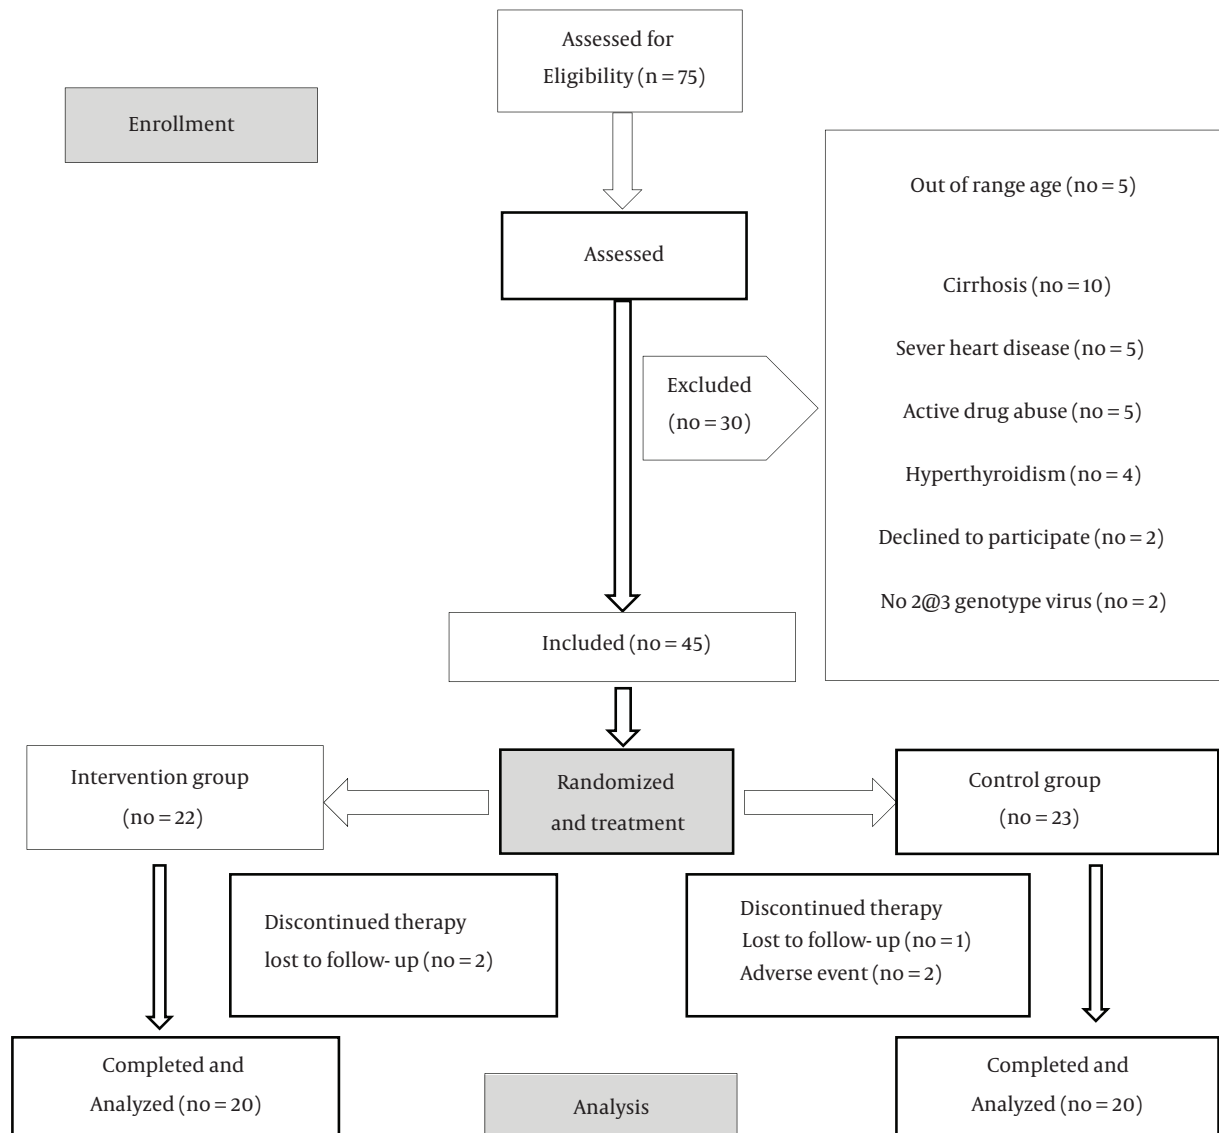 Assessed for
Eligibility (n = 75)
Enrollment
Out of range age (no = 5)
Assessed
Cirrhosis (no = 10)
Sever heart disease (no = 5)
Excluded
(no = 30)
Active drug abuse (no = 5)
Hyperthyroidism (no = 4)
Declined to participate (no = 2)
No 2@3 genotype virus (no = 2)
Included (no = 45)
Intervention group
(no = 22)
Randomized
and treatment
Control group
(no = 23)
Discontinued therapy
lost to follow- up (no = 2)
Discontinued therapy
Lost to follow- up (no = 1)
Adverse event (no = 2)
Completed and
Analyzed (no = 20)
Analysis
Completed and
Analyzed (no = 20)